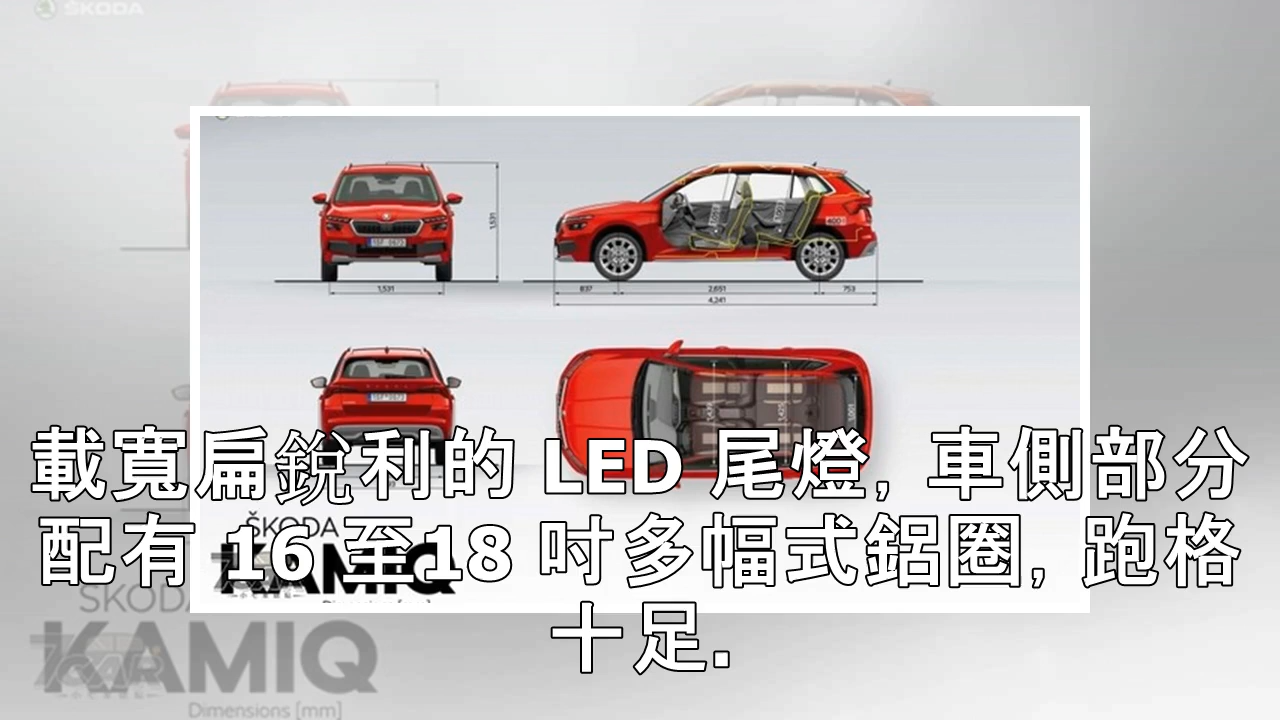 ŠKODA
1,531
1,531
837
2,651
753
4,241
400 l
載寬扁銳利的 LED 尾燈, 車側部分
配有 16 至18 吋多幅式鋁圈, 跑格
十足.
ŠKODA
KAMIQ
ŠKODA
KAMIQ
Dimensions [mm]